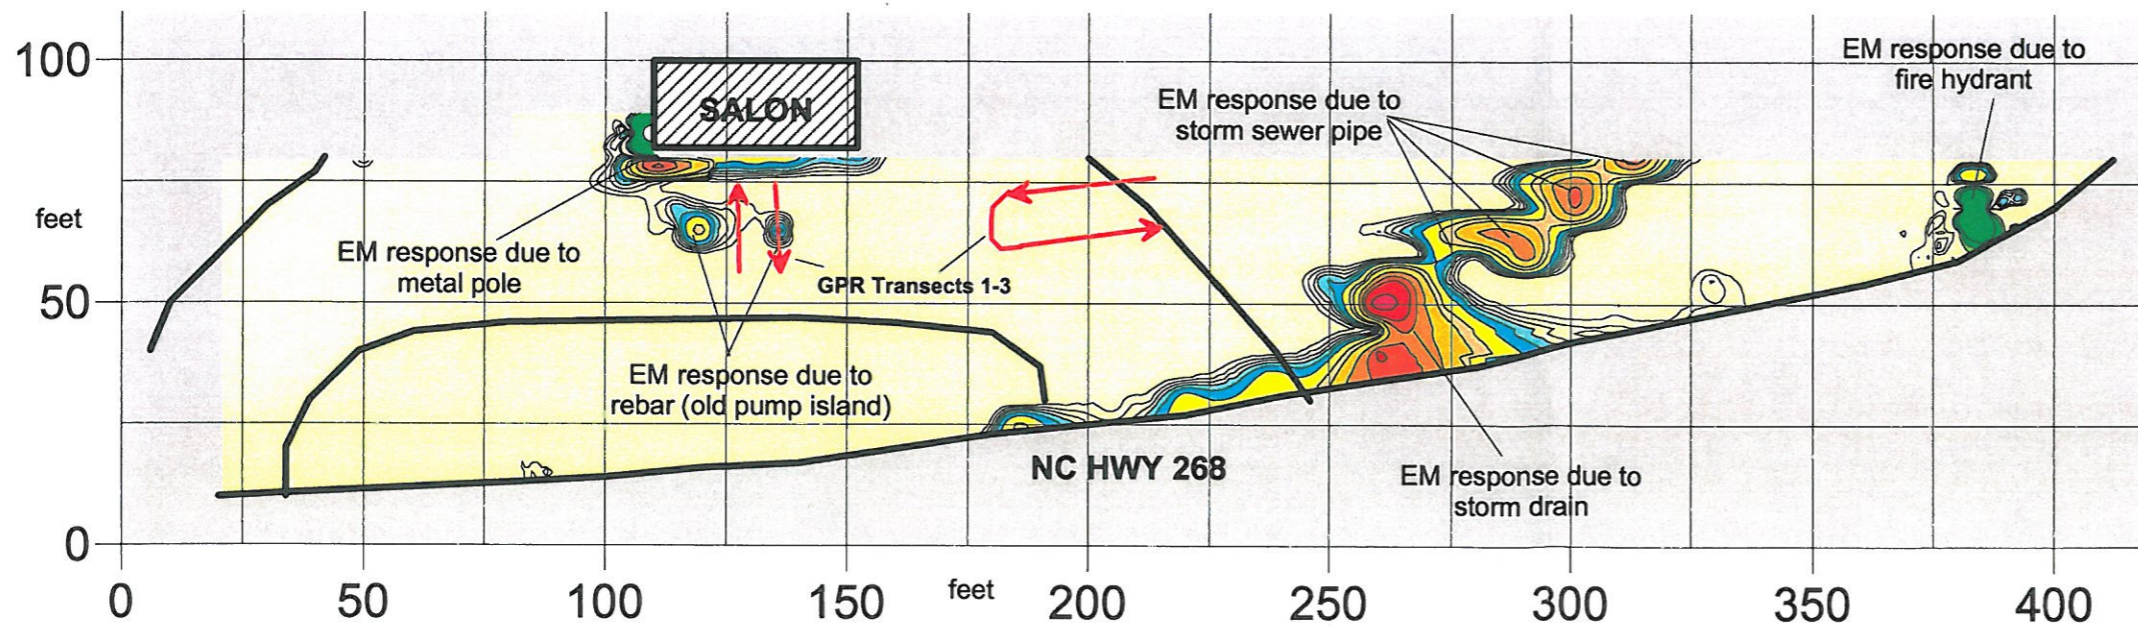 100
EM response due to
fire hydrant
EM response due to
storm sewer pipe
SALON
feet
EM response due to
metal pole
GPR Transects 1-3
50
EM response due to
rebar (old pump island)
NC HWY 268
EM response due to
storm drain
0
0
50
100
150
feet
200
250
300
350
400